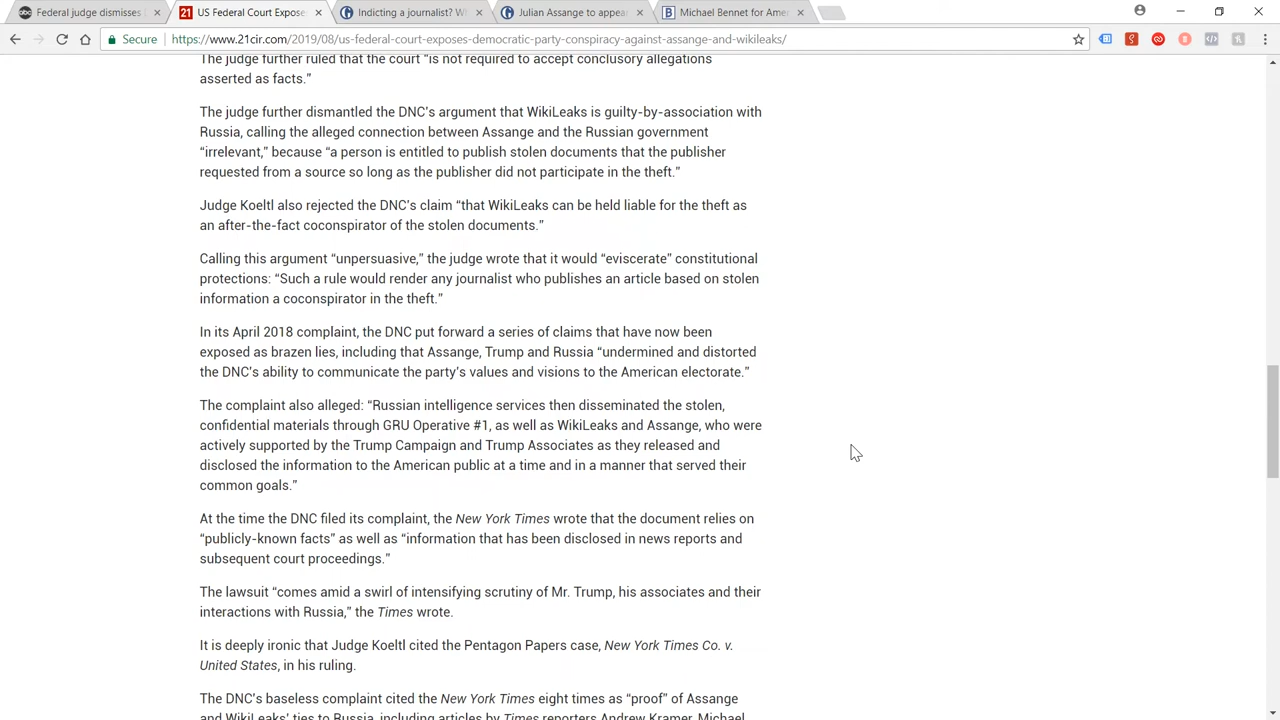 Federal judge dismisses
US Federal Court Expos
Indicting a journalist? W
Julian Assange to appea
Michael Bennet for Amer
Secure
https://www.21cir.com/2019/08/us-federal-court-exposes-democratic-party-conspiracy-against-assange-and-wikileaks/
The judge further ruled that the court “is not required to accept conclusory allegations
asserted as facts.”
The judge further dismantled the DNC’s argument that WikiLeaks is guilty-by-association with
Russia, calling the alleged connection between Assange and the Russian government
“irrelevant,” because “a person is entitled to publish stolen documents that the publisher
requested from a source so long as the publisher did not participate in the theft.”
Judge Koeltl also rejected the DNC’s claim “that WikiLeaks can be held liable for the theft as
an after-the-fact coconspirator of the stolen documents.”
Calling this argument “unpersuasive,” the judge wrote that it would “eviscerate” constitutional
protections: “Such a rule would render any journalist who publishes an article based on stolen
information a coconspirator in the theft.”
In its April 2018 complaint, the DNC put forward a series of claims that have now been
exposed as brazen lies, including that Assange, Trump and Russia “undermined and distorted
the DNC’s ability to communicate the party’s values and visions to the American electorate.”
The complaint also alleged: “Russian intelligence services then disseminated the stolen,
confidential materials through GRU Operative #1, as well as WikiLeaks and Assange, who were
actively supported by the Trump Campaign and Trump Associates as they released and
disclosed the information to the American public at a time and in a manner that served their
common goals.”
At the time the DNC filed its complaint, the New York Times wrote that the document relies on
“publicly-known facts” as well as “information that has been disclosed in news reports and
subsequent court proceedings.”
The lawsuit “comes amid a swirl of intensifying scrutiny of Mr. Trump, his associates and their
interactions with Russia,” the Times wrote.
It is deeply ironic that Judge Koeltl cited the Pentagon Papers case, New York Times Co. v.
United States, in his ruling.
The DNC’s baseless complaint cited the New York Times eight times as “proof” of Assange
and WikiLeaks’ ties to Russia, including articles by Times reporters Andrew Kramer, Michael